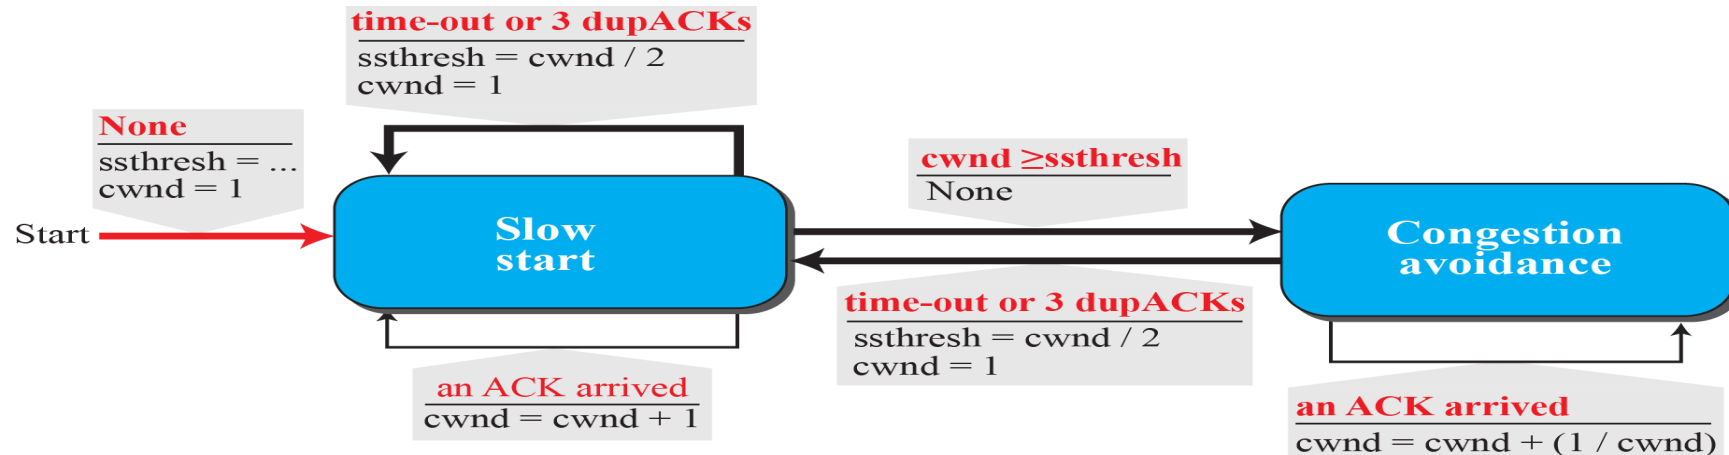 time-out or 3 dupACKs
ssthresh = cwnd / 2
cwnd = 1
None
ssthresh = ...
cwnd = 1
Start
Slow
start
cwnd ≥ssthresh
None
Congestion
avoidance
time-out or 3 dupACKs
ssthresh = cwnd / 2
cwnd = 1
an ACK arrived
cwnd = cwnd + 1
an ACK arrived
cwnd = cwnd + (1 / cwnd)